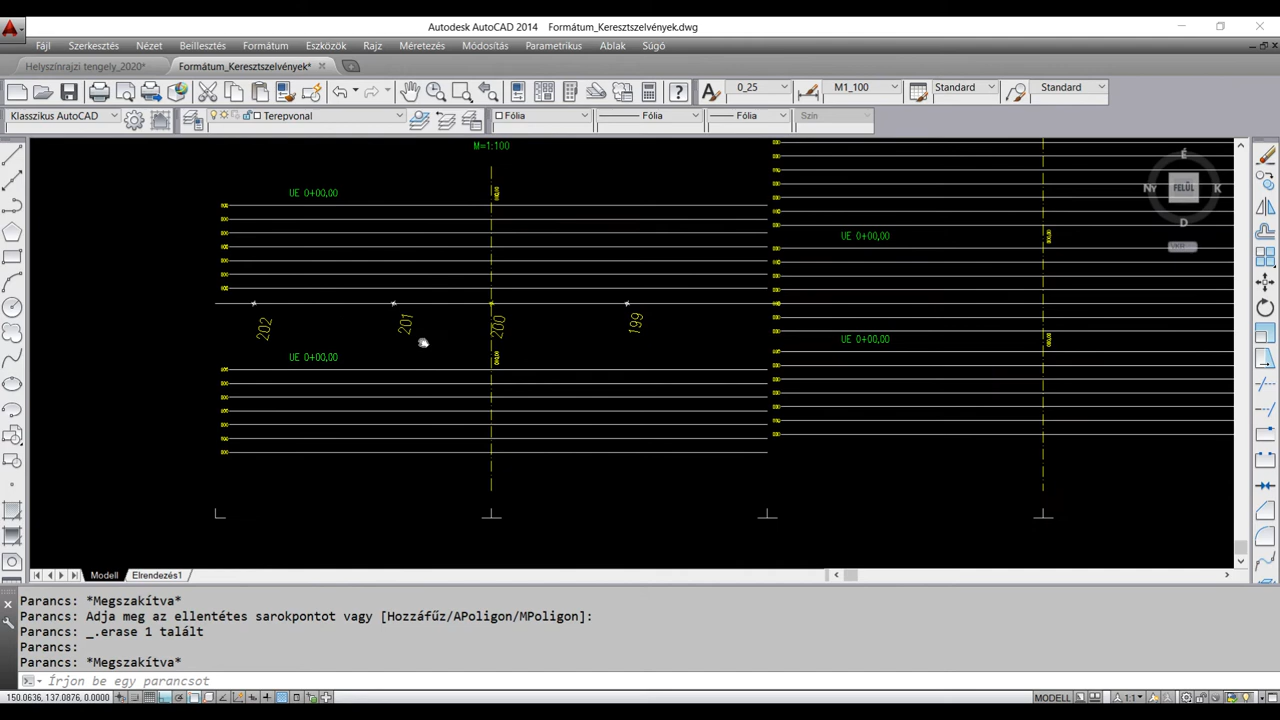 Autodesk AutoCAD 2014 Formátum_Keresztszelvények.dwg
Fájl Szerkesztés Nézet Beillesztés Formátum Eszközök Rajz Méretezés Módosítás Parametrikus Ablak Súgó
Helyszínrajzi tengely_2020* Formátum_Keresztszelvények*
0_25 M1_100 Standard Standard
Klasszikus AutoCAD Terepvonal Fólia Fólia Fólia Szín
M=1:100
É
NY FELÜL K
D
VKR
UE 0+00,00
UE 0+00,00
202 201 200 199
UE 0+00,00
UE 0+00,00
Modell Elrendezés1
Parancs: *Megszakítva*
Parancs: Adja meg az ellentétes sarokpontot vagy [Hozzáfűz/APoligon/MPoligon]:
Parancs: _.erase 1 talált
Parancs:
Parancs: *Megszakítva*
Írjon be egy parancsot
150.0636, 137.0876, 0.0000 MODELL 1:1